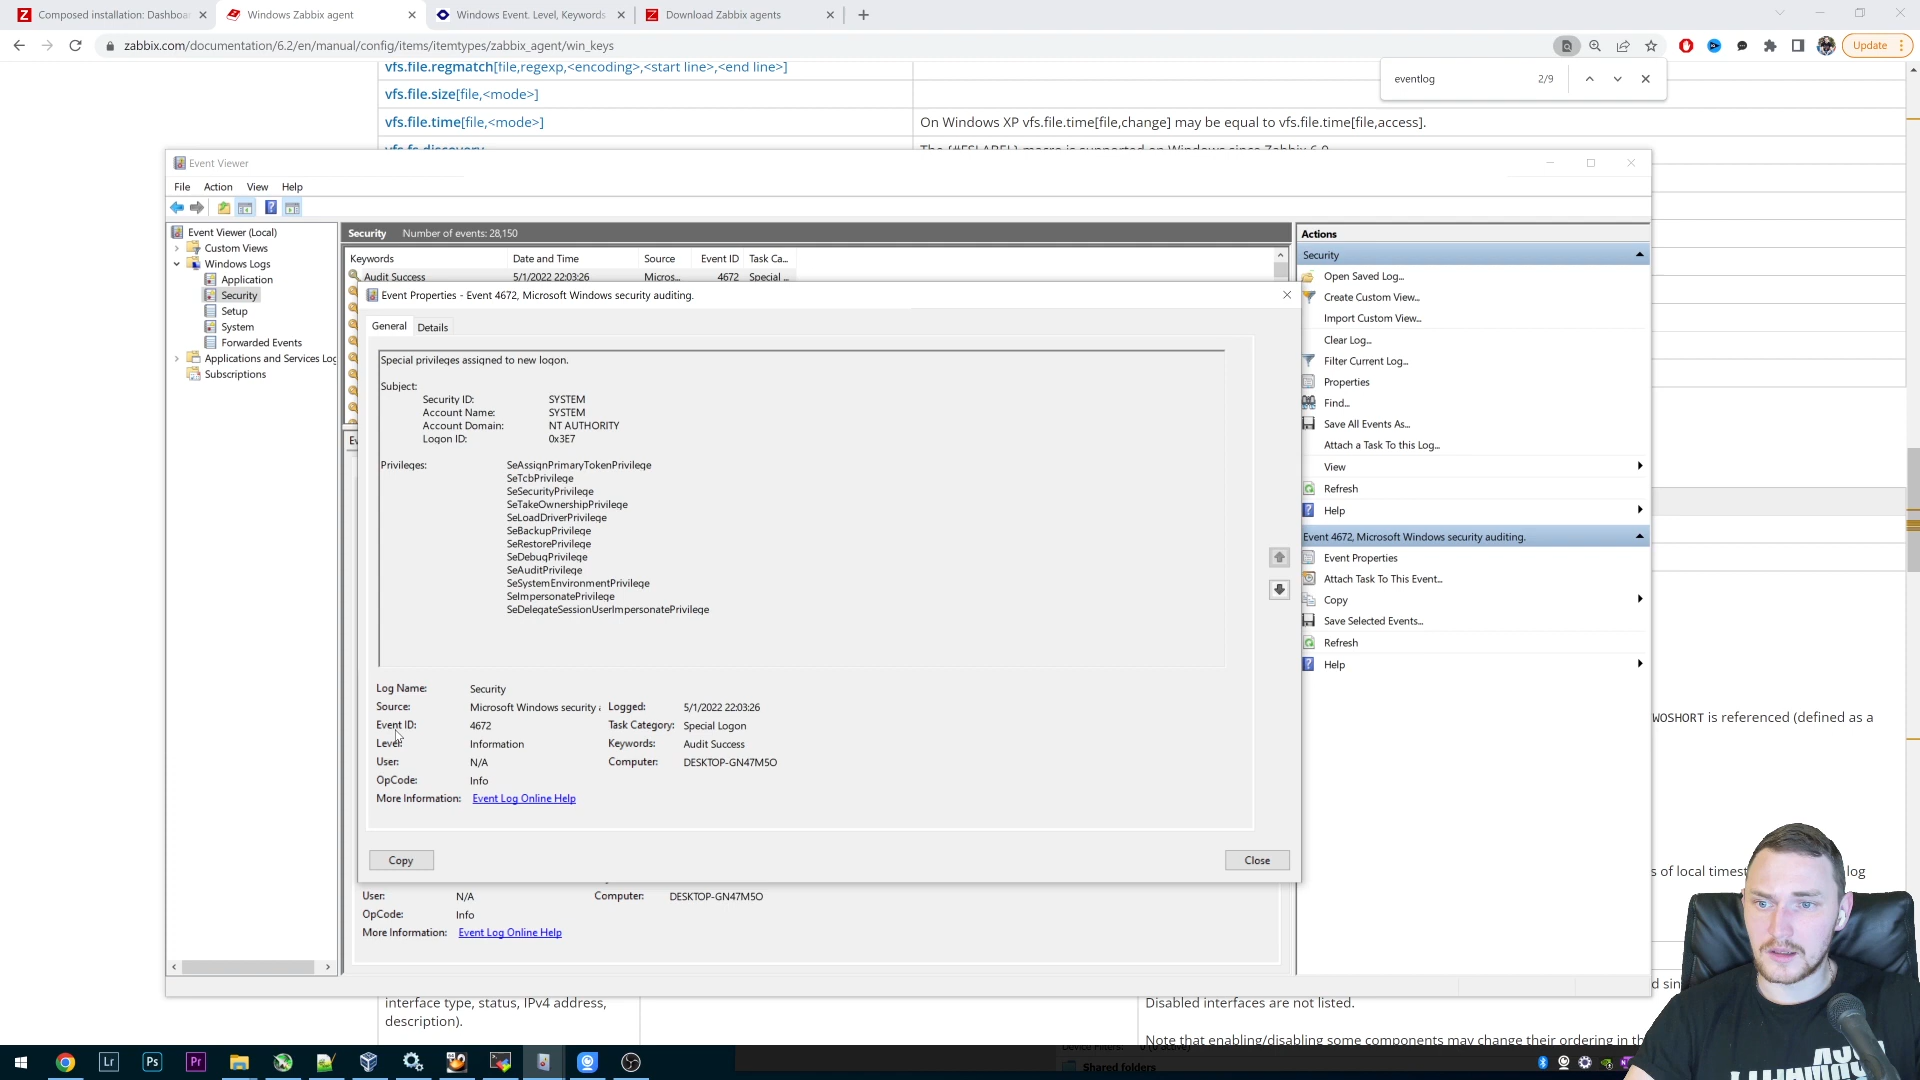 Composed installation: Dashboa
Windows Zabbix agent
Windows Event. Level, Keywords
Download Zabbix agents
zabbix.com/documentation/6.2/en/manual/config/items/itemtypes/zabbix_agent/win_keys
Update
vfs.file.regmatch[file,regexp,<encoding>,<start line>,<end line>]
eventlog 2/9
vfs.file.size[file,<mode>]
vfs.file.time[file,<mode>]
On Windows XP vfs.file.time[file,change] may be equal to vfs.file.time[file,access].
Event Viewer
File Action View Help
Event Viewer (Local)
Custom Views
Windows Logs
Application
Security
Setup
System
Forwarded Events
Applications and Services Log
Subscriptions
Security Number of events: 28,150
Keywords Date and Time Source Event ID Task Ca...
Audit Success 5/1/2022 22:03:26 Micros... 4672 Special ...
Event Properties - Event 4672, Microsoft Windows security auditing.
General Details
Special privileges assigned to new logon.
Subject:
Security ID: SYSTEM
Account Name: SYSTEM
Account Domain: NT AUTHORITY
Logon ID: 0x3E7
Privileges: SeAssignPrimaryTokenPrivilege
SeTcbPrivilege
SeSecurityPrivilege
SeTakeOwnershipPrivilege
SeLoadDriverPrivilege
SeBackupPrivilege
SeRestorePrivilege
SeDebugPrivilege
SeAuditPrivilege
SeSystemEnvironmentPrivilege
SeImpersonatePrivilege
SeDelegateSessionUserImpersonatePrivilege
Log Name: Security
Source: Microsoft Windows security Logged: 5/1/2022 22:03:26
Event ID: 4672 Task Category: Special Logon
Level: Information Keywords: Audit Success
User: N/A Computer: DESKTOP-GN47M5O
OpCode: Info
More Information: Event Log Online Help
Copy Close
User: N/A Computer: DESKTOP-GN47M5O
OpCode: Info
More Information: Event Log Online Help
Actions
Security
Open Saved Log...
Create Custom View...
Import Custom View...
Clear Log...
Filter Current Log...
Properties
Find...
Save All Events As...
Attach a Task To this Log...
View
Refresh
Help
Event 4672, Microsoft Windows security auditing.
Event Properties
Attach Task To This Event...
Copy
Save Selected Events...
Refresh
Help
WOSHORT is referenced (defined as a
s of local timest
log
d sin
interface type, status, IPv4 address,
description).
Disabled interfaces are not listed.
Note that enabling/disabling some components may change their ordering in th
Shared folders
Lr Ps Pr